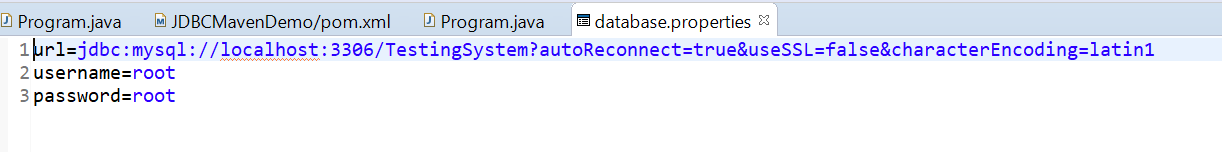 Program.java JDBCMavenDemo/pom.xml Program.java database.properties
1 url=jdbc:mysql://localhost:3306/TestingSystem?autoReconnect=true&useSSL=false&characterEncoding=latin1
2 username=root
3 password=root